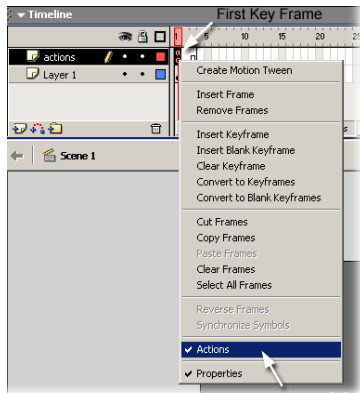 Timeline
First Key Frame
1 5 10 15 20 25
actions
Layer 1
Scene 1
Create Motion Tween
Insert Frame
Remove Frames
Insert Keyframe
Insert Blank Keyframe
Clear Keyframe
Convert to Keyframes
Convert to Blank Keyframes
Cut Frames
Copy Frames
Paste Frames
Clear Frames
Select All Frames
Reverse Frames
Synchronize Symbols
Actions
Properties